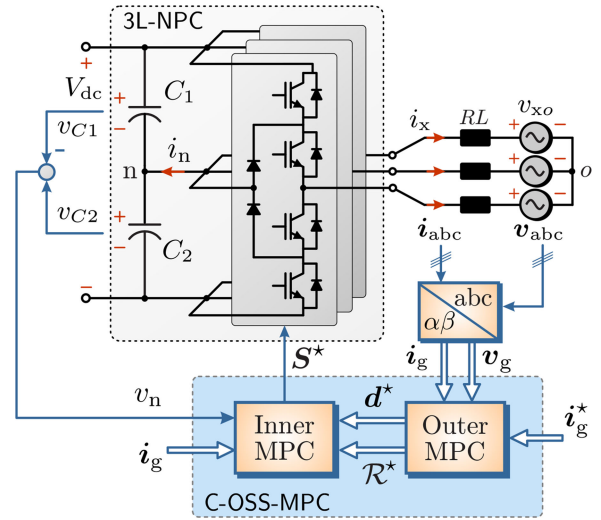 3L-NPC
V_dc
+
+
C_1
−
v_C1
-
n
i_n
v_C2
+
−
C_2
−
i_x
RL
v_xo
+
−
+
−
+
−
o
i_abc
v_abc
abc
αβ
i_g
v_g
S*
v_n
d*
Inner
MPC
Outer
MPC
i_g*
i_g
R*
C-OSS-MPC